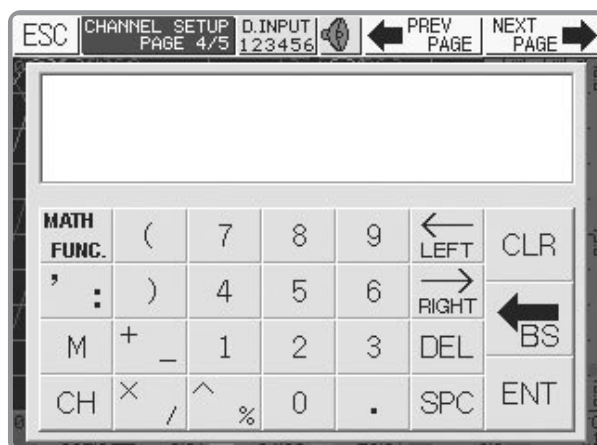 ESC CHANNEL SETUP PAGE 4/5 D.INPUT 123456 PREV PAGE NEXT PAGE
MATH FUNC. ( 7 8 9 LEFT CLR
' : ) 4 5 6 RIGHT
M + _ 1 2 3 DEL BS
CH × / ^ % 0 . SPC ENT